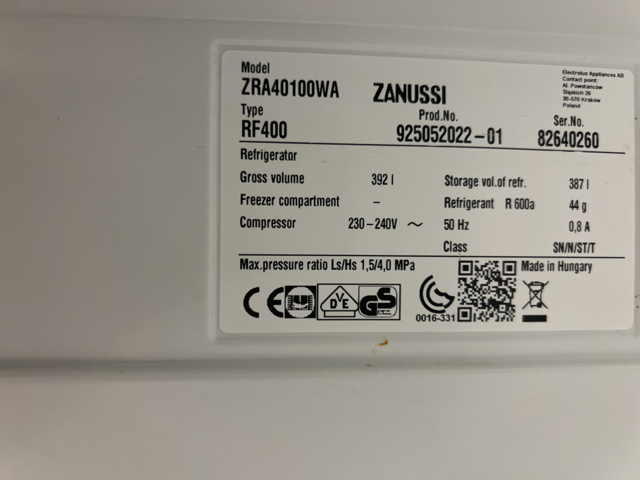 Model
ZRA40100WA
ZANUSSI
Electrolux Appliances AB
Contact point:
Al. Powstańców
Śląskich 26
30-570 Kraków
Poland
Type
RF400
Prod.No.
925052022-01
Ser.No.
82640260
Refrigerator
Gross volume 392 l Storage vol.of refr. 387 l
Freezer compartment – Refrigerant R 600a 44 g
Compressor 230-240V ~ 50 Hz 0,8 A
Class SN/N/ST/T
Max.pressure ratio Ls/Hs 1,5/4,0 MPa Made in Hungary
CE DVE GS
0016-331